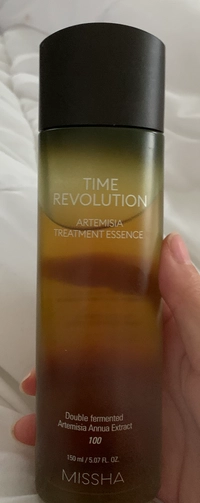 TIME
REVOLUTION
ARTEMISIA
TREATMENT ESSENCE
Double fermented
Artemisia Annua Extract
100
150 ml / 5.07 FL. OZ.
MISSHA